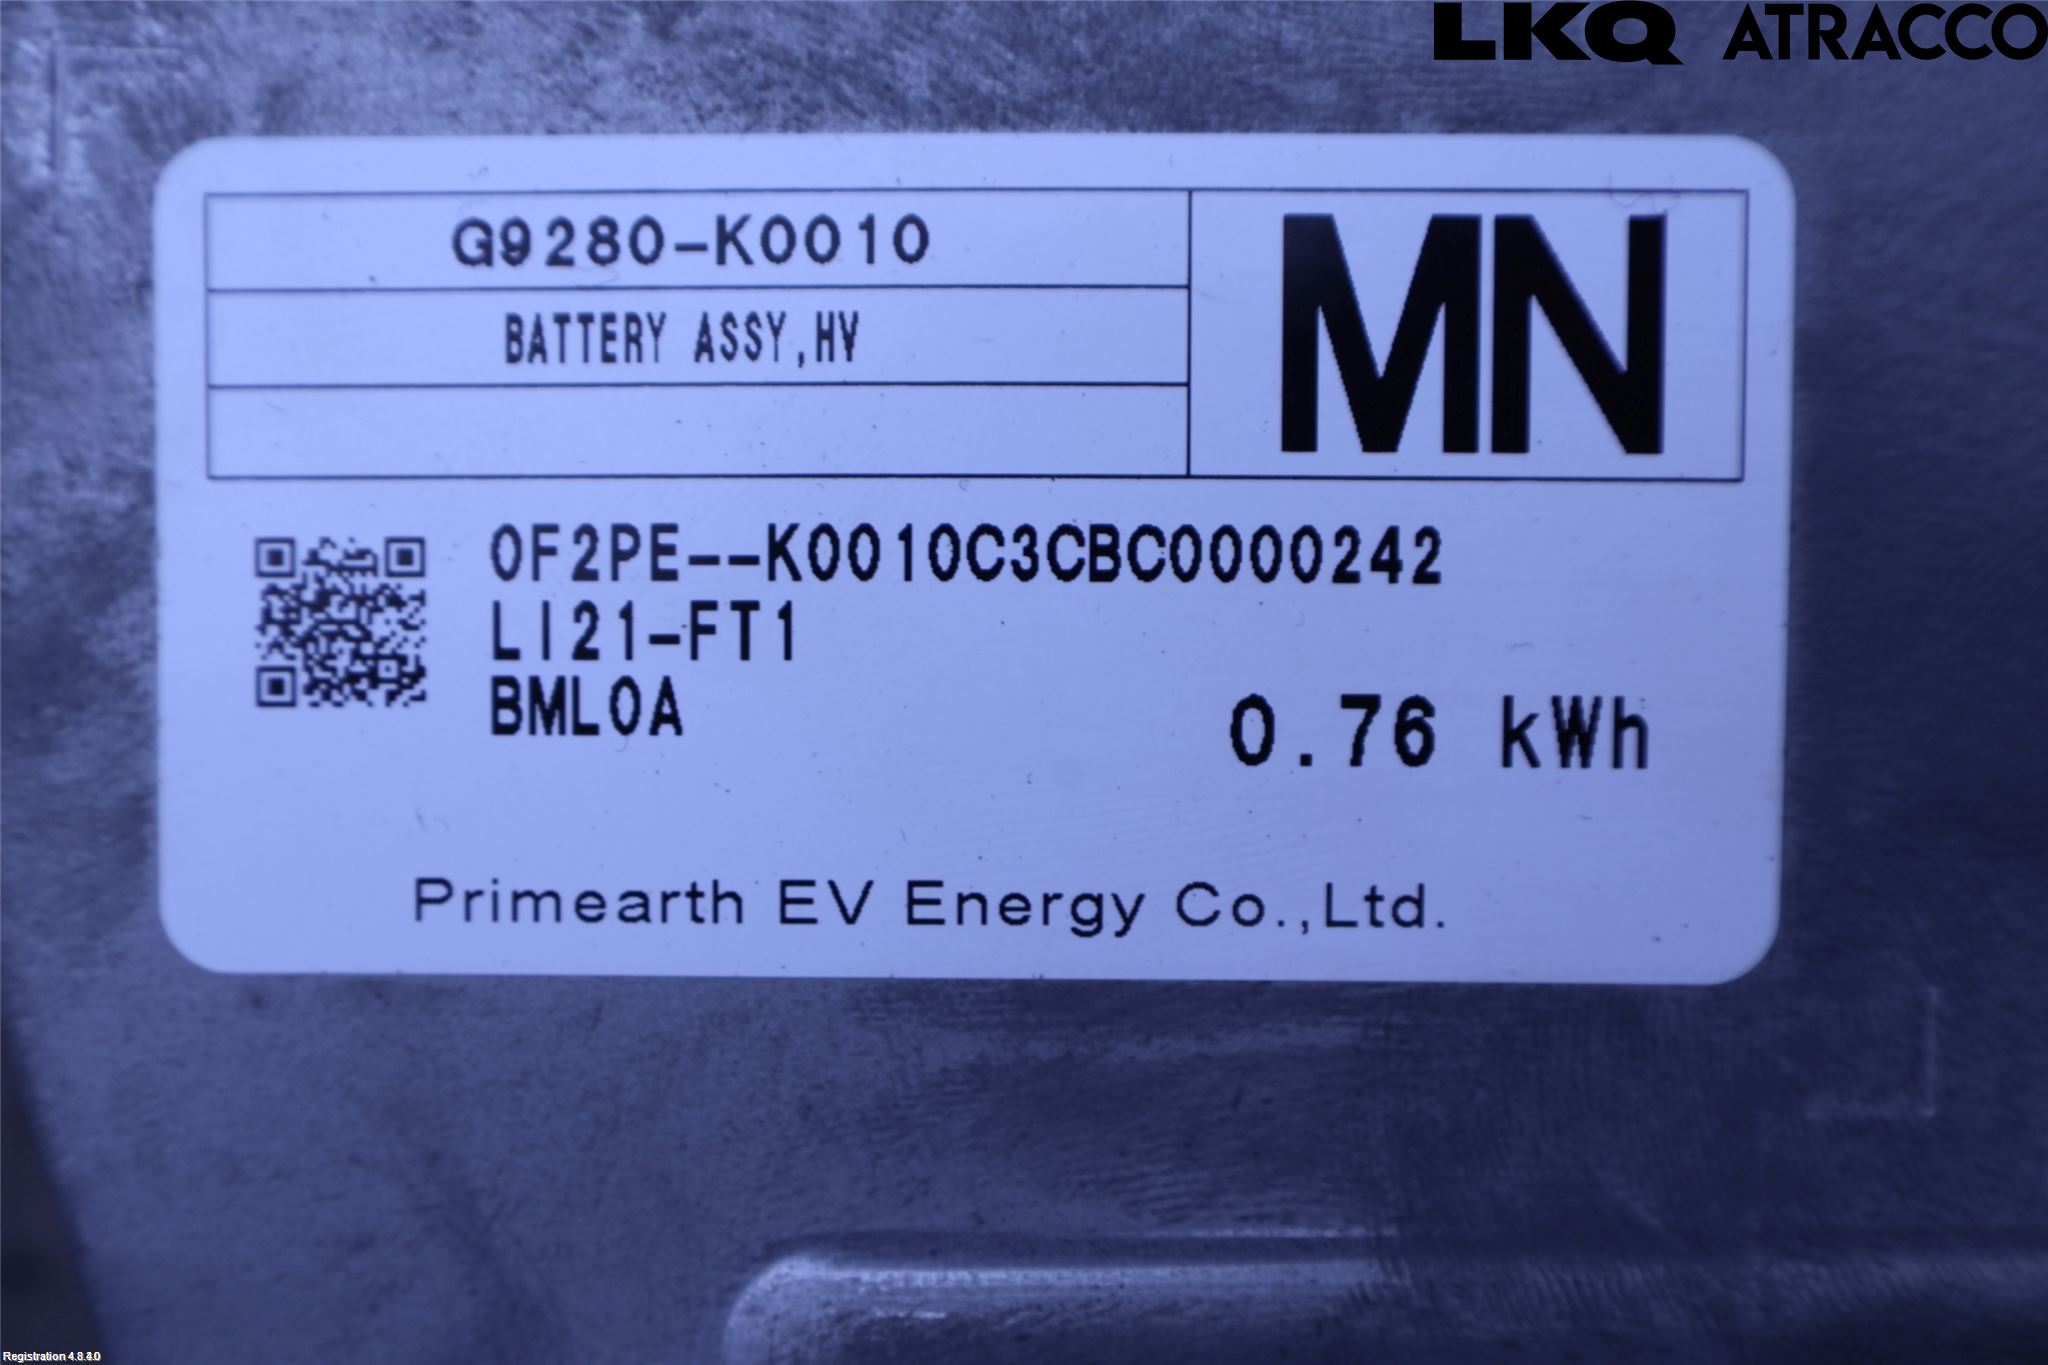 LKQ ATRACCO
G9280-K0010
MN
BATTERY ASSY,HV
0F2PE--K0010C3CBC0000242
LI21-FT1
BML0A
0.76 kWh
Primearth EV Energy Co.,Ltd.
Registration